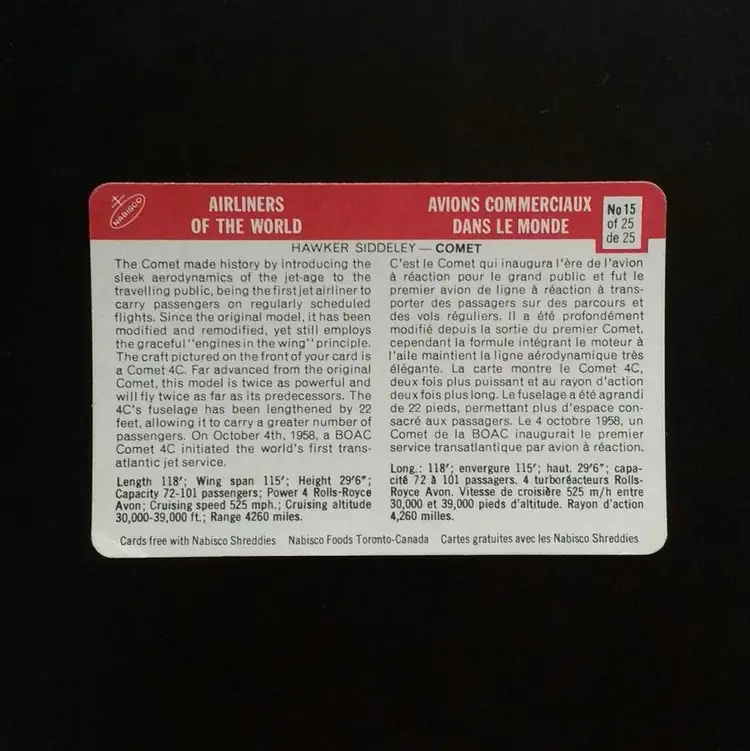 NABISCO
AIRLINERS
OF THE WORLD
AVIONS COMMERCIAUX
DANS LE MONDE
No 15
of 25
de 25
HAWKER SIDDELEY — COMET
The Comet made history by introducing the
sleek aerodynamics of the jet-age to the
travelling public, being the first jet airliner to
carry passengers on regularly scheduled
flights. Since the original model, it has been
modified and remodified, yet still employs
the graceful "engines in the wing" principle.
The craft pictured on the front of your card is
a Comet 4C. Far advanced from the original
Comet, this model is twice as powerful and
will fly twice as far as its predecessors. The
4C's fuselage has been lengthened by 22
feet, allowing it to carry a greater number of
passengers. On October 4th, 1958, a BOAC
Comet 4C initiated the world's first trans-
atlantic jet service.
Length 118'; Wing span 115'; Height 29'6";
Capacity 72-101 passengers; Power 4 Rolls-Royce
Avon; Cruising speed 525 mph.; Cruising altitude
30,000-39,000 ft.; Range 4260 miles.
C'est le Comet qui inaugura l'ère de l'avion
à réaction pour le grand public et fut le
premier avion de ligne à réaction à trans-
porter des passagers sur des parcours et
des vols réguliers. Il a été profondément
modifié depuis la sortie du premier Comet,
cependant la formule intégrant le moteur à
l'aile maintient la ligne aérodynamique très
élégante. La carte montre le Comet 4C,
deux fois plus puissant et au rayon d'action
deux fois plus long. Le fuselage a été agrandi
de 22 pieds, permettant plus d'espace con-
sacré aux passagers. Le 4 octobre 1958, un
Comet de la BOAC inaugurait le premier
service transatlantique par avion à réaction.
Long.: 118'; envergure 115'; haut. 29'6"; capa-
cité 72 à 101 passagers. 4 turboréacteurs Rolls-
Royce Avon. Vitesse de croisière 525 m/h entre
30,000 et 39,000 pieds d'altitude. Rayon d'action
4,260 milles.
Cards free with Nabisco Shreddies Nabisco Foods Toronto-Canada Cartes gratuites avec les Nabisco Shreddies